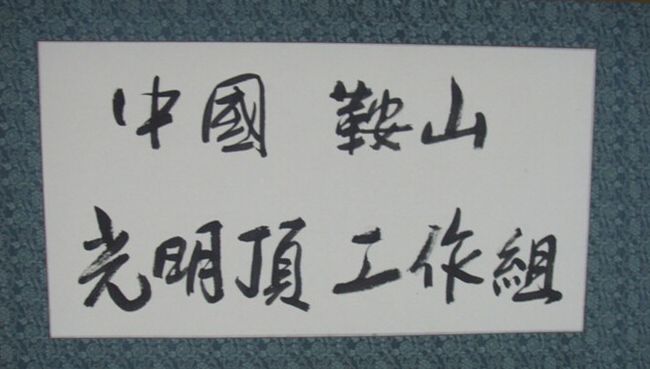 中國 鞍山
光明頂 工作組